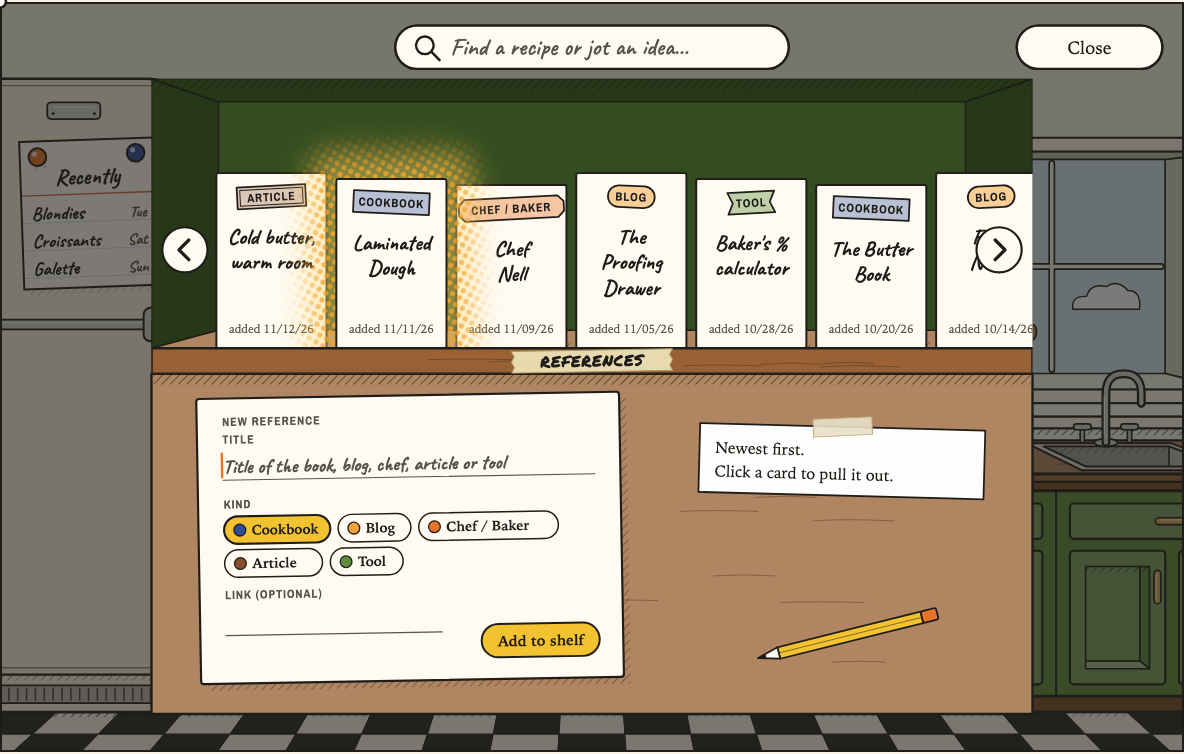 Find a recipe or jot an idea...
Close
Recently
Blondies Tue
Croissants Sat
Galette Sun
ARTICLE
Cold butter,
warm room
added 11/12/26
COOKBOOK
Laminated
Dough
added 11/11/26
CHEF / BAKER
Chef
Nell
added 11/09/26
BLOG
The
Proofing
Drawer
added 11/05/26
TOOL
Baker's %
calculator
added 10/28/26
COOKBOOK
The Butter
Book
added 10/20/26
BLOG
added 10/14/26
REFERENCES
NEW REFERENCE
TITLE
Title of the book, blog, chef, article or tool
KIND
Cookbook
Blog
Chef / Baker
Article
Tool
LINK (OPTIONAL)
Add to shelf
Newest first.
Click a card to pull it out.